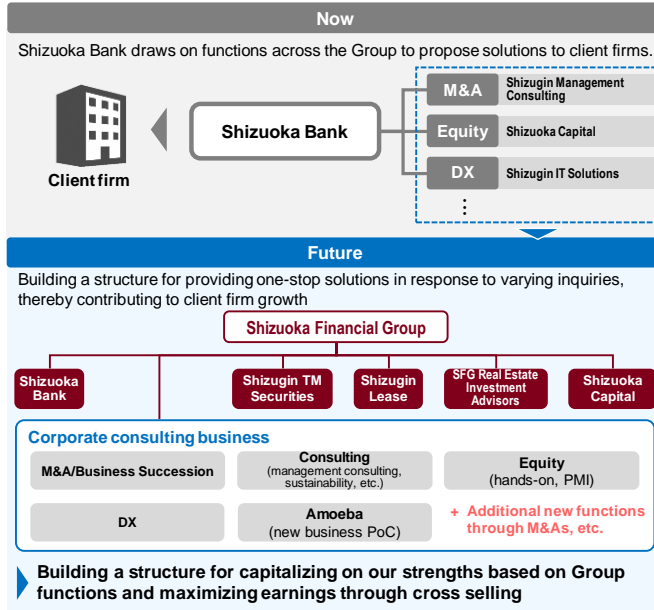 Now
Shizuoka Bank draws on functions across the Group to propose solutions to client firms.
Client firm
Shizuoka Bank
M&A
Shizugin Management
Consulting
Equity
Shizuoka Capital
DX
Shizugin IT Solutions
⋮
Future
Building a structure for providing one-stop solutions in response to varying inquiries,
thereby contributing to client firm growth
Shizuoka Financial Group
Shizuoka
Bank
Shizugin TM
Securities
Shizugin
Lease
SFG Real Estate
Investment
Advisors
Shizuoka
Capital
Corporate consulting business
M&A/Business Succession
Consulting
(management consulting,
sustainability, etc.)
Equity
(hands-on, PMI)
DX
Amoeba
(new business PoC)
+ Additional new functions
through M&As, etc.
Building a structure for capitalizing on our strengths based on Group
functions and maximizing earnings through cross selling